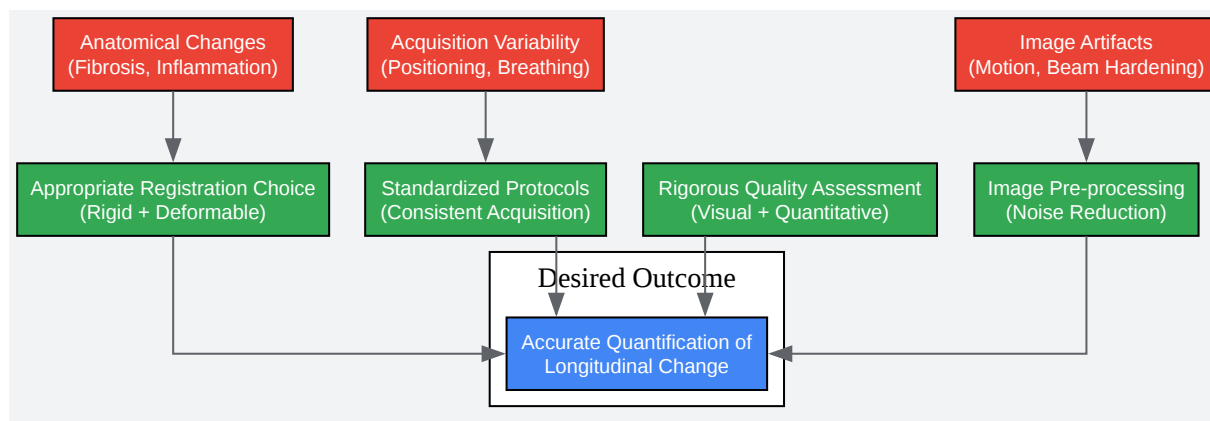 Anatomical Changes
(Fibrosis, Inflammation)
Acquisition Variability
(Positioning, Breathing)
Image Artifacts
(Motion, Beam Hardening)
Appropriate Registration Choice
(Rigid + Deformable)
Standardized Protocols
(Consistent Acquisition)
Rigorous Quality Assessment
(Visual + Quantitative)
Image Pre-processing
(Noise Reduction)
Desired Outcome
Accurate Quantification of
Longitudinal Change